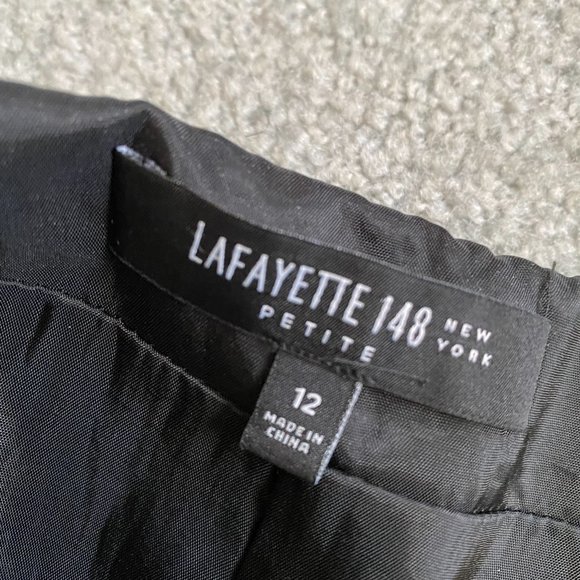 LAFAYETTE 148 NEW YORK
PETITE
12
MADE IN
CHINA